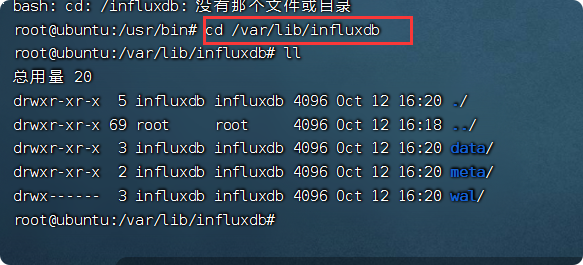 bash: cd: /influxdb: 没有那个文件或目录
root@ubuntu:/usr/bin# cd /var/lib/influxdb
root@ubuntu:/var/lib/influxdb# ll
总用量 20
drwxr-xr-x  5 influxdb influxdb 4096 Oct 12 16:20 ./
drwxr-xr-x 69 root     root     4096 Oct 12 16:18 ../
drwxr-xr-x  3 influxdb influxdb 4096 Oct 12 16:20 data/
drwxr-xr-x  2 influxdb influxdb 4096 Oct 12 16:20 meta/
drwx------  3 influxdb influxdb 4096 Oct 12 16:20 wal/
root@ubuntu:/var/lib/influxdb#